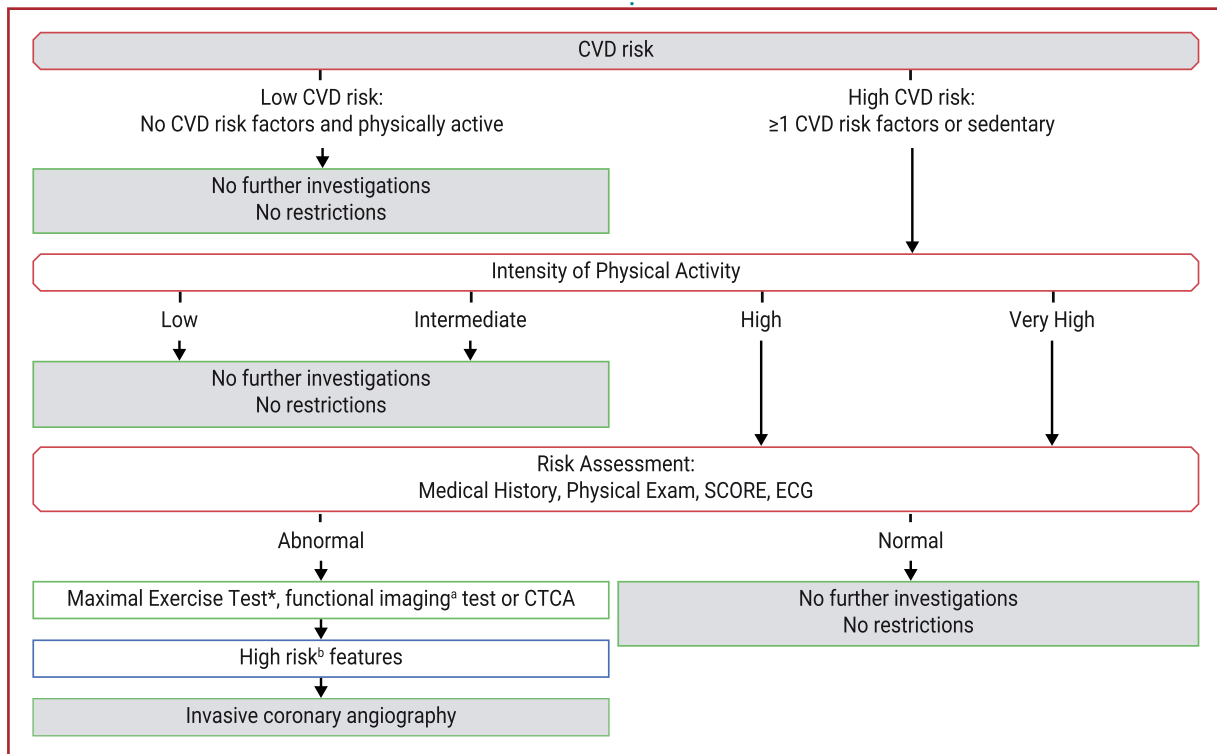 CVD risk
Low CVD risk:
No CVD risk factors and physically active
High CVD risk:
≥1 CVD risk factors or sedentary
No further investigations
No restrictions
Intensity of Physical Activity
Low
Intermediate
High
Very High
No further investigations
No restrictions
Risk Assessment:
Medical History, Physical Exam, SCORE, ECG
Abnormal
Normal
Maximal Exercise Test*, functional imagingᵃ test or CTCA
No further investigations
No restrictions
High riskᵇ features
Invasive coronary angiography